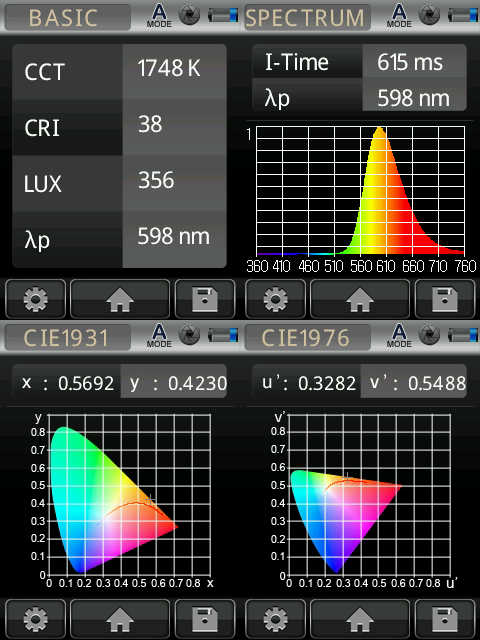 BASIC
A
MODE
CCT 1748 K
CRI 38
LUX 356
λp 598 nm
SPECTRUM
A
MODE
I-Time 615 ms
λp 598 nm
1
360 410 460 510 560 610 660 710 760
CIE1931
A
MODE
x : 0.5692 y : 0.4230
y
0.8
0.7
0.6
0.5
0.4
0.3
0.2
0.1
0
0 0.1 0.2 0.3 0.4 0.5 0.6 0.7 0.8 x
CIE1976
A
MODE
u': 0.3282 v': 0.5488
v'
0.8
0.7
0.6
0.5
0.4
0.3
0.2
0.1
0
0 0.1 0.2 0.3 0.4 0.5 0.6 0.7 0.8 u'